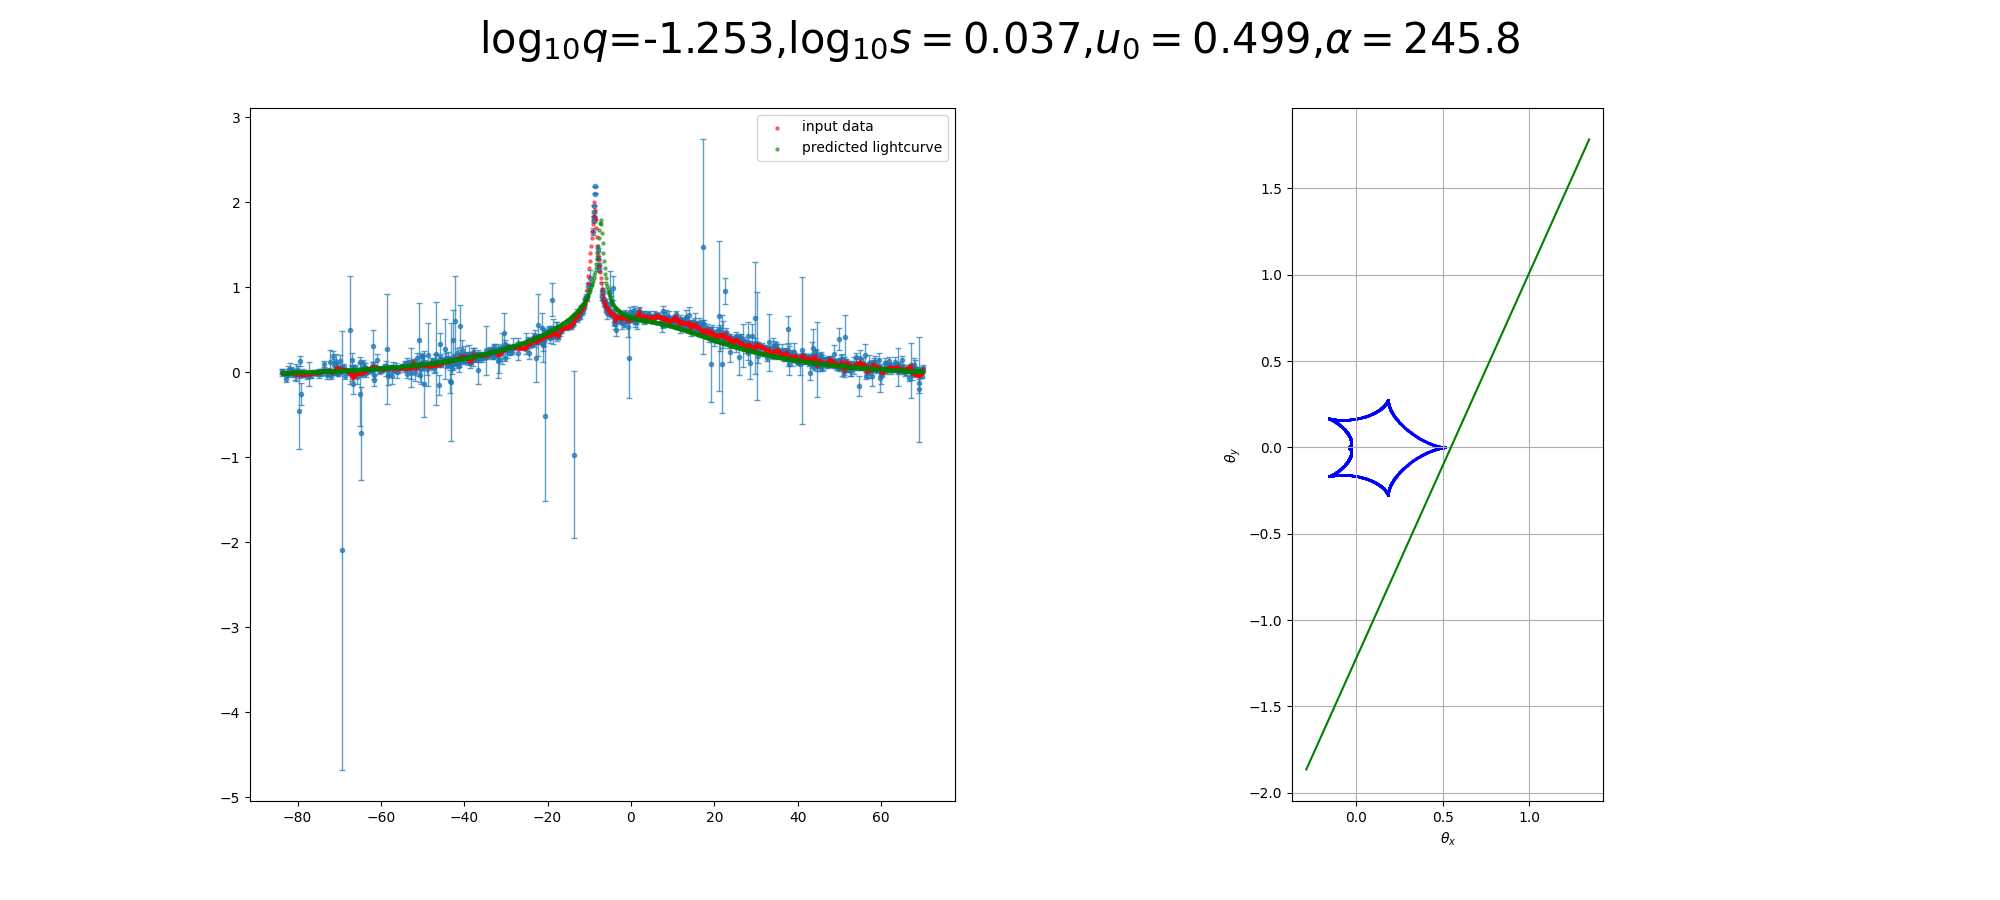 log₁₀q=-1.253,log₁₀s = 0.037,u₀ = 0.499,α = 245.8
input data
predicted lightcurve
3
2
1
0
−1
−2
−3
−4
−5
−80 −60 −40 −20 0 20 40 60
1.5
1.0
0.5
0.0
−0.5
−1.0
−1.5
−2.0
θy
0.0 0.5 1.0
θx